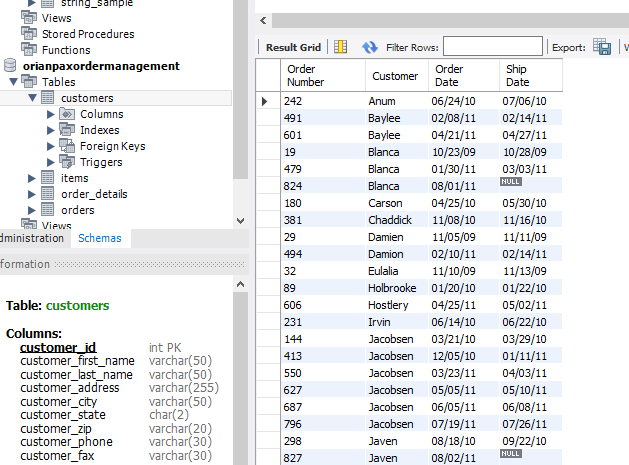 string_sample
Views
Stored Procedures
Functions
orianpaxordermanagement
Tables
customers
Columns
Indexes
Foreign Keys
Triggers
items
order_details
orders
Views
dministration Schemas
formation
Table: customers
Columns:
customer_id int PK
customer_first_name varchar(50)
customer_last_name varchar(50)
customer_address varchar(255)
customer_city varchar(50)
customer_state char(2)
customer_zip varchar(20)
customer_phone varchar(30)
customer_fax varchar(30)
Result Grid Filter Rows: Export: W
Order Number Customer Order Date Ship Date
242 Anum 06/24/10 07/06/10
491 Baylee 02/08/11 02/14/11
601 Baylee 04/21/11 04/27/11
19 Blanca 10/23/09 10/28/09
479 Blanca 01/30/11 03/03/11
824 Blanca 08/01/11 NULL
180 Carson 04/25/10 05/30/10
381 Chaddick 11/08/10 11/16/10
29 Damien 11/05/09 11/11/09
494 Damion 02/10/11 02/14/11
32 Eulalia 11/10/09 11/13/09
89 Holbrooke 01/20/10 01/22/10
606 Hostlery 04/25/11 05/02/11
231 Irvin 06/14/10 06/22/10
144 Jacobsen 03/21/10 03/29/10
413 Jacobsen 12/05/10 01/11/11
550 Jacobsen 03/23/11 04/03/11
627 Jacobsen 05/05/11 05/10/11
687 Jacobsen 06/05/11 06/08/11
796 Jacobsen 07/19/11 07/26/11
298 Javen 08/18/10 09/22/10
827 Javen 08/02/11 NULL